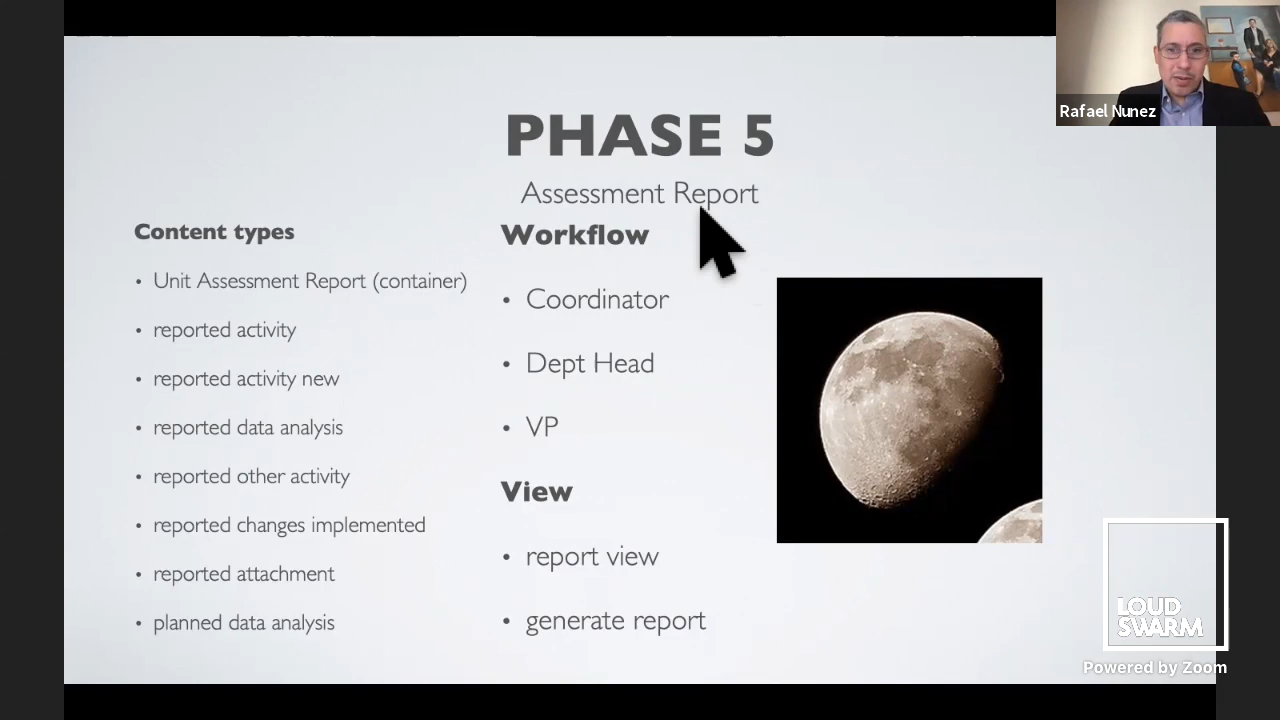 PHASE 5
Assessment Report
Content types
• Unit Assessment Report (container)
• reported activity
• reported activity new
• reported data analysis
• reported other activity
• reported changes implemented
• reported attachment
• planned data analysis
Workflow
• Coordinator
• Dept Head
• VP
View
• report view
• generate report
Rafael Nunez
LOUD
SWARM
Powered by Zoom